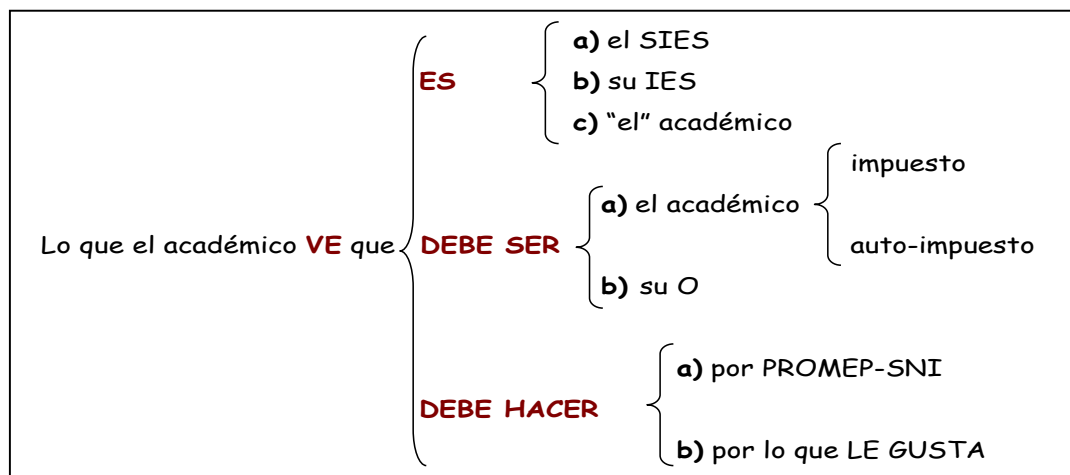 Lo que el académico VE que
ES
a) el SIES
b) su IES
c) “el” académico
DEBE SER
a) el académico
impuesto
auto-impuesto
b) su O
DEBE HACER
a) por PROMEP-SNI
b) por lo que LE GUSTA